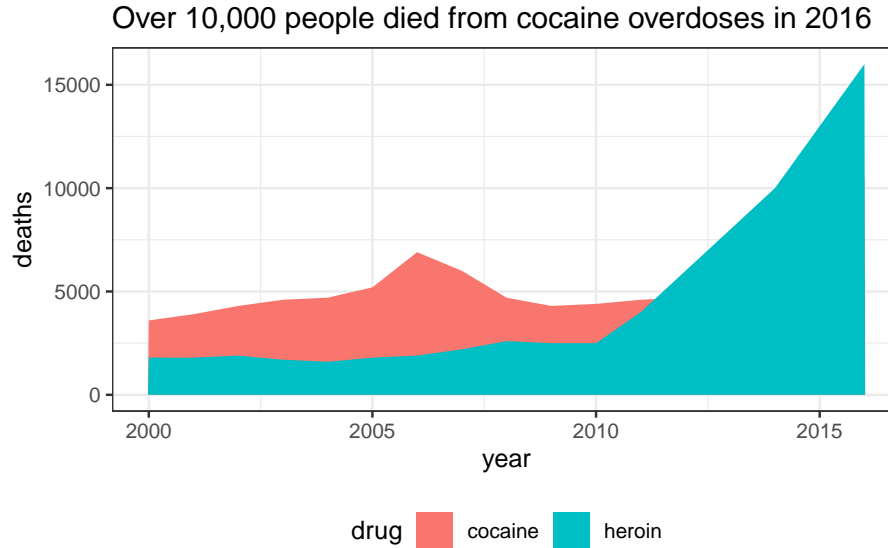 Over 10,000 people died from cocaine overdoses in 2016
15000
10000
5000
0
deaths
2000 2005 2010 2015
year
drug cocaine heroin